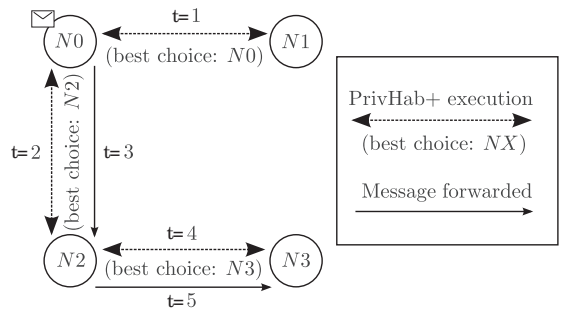 t=1
N0
N1
(best choice: N0)
t=2
(best choice: N2)
t=3
N2
t=4
N3
(best choice: N3)
t=5
PrivHab+ execution
(best choice: NX)
Message forwarded